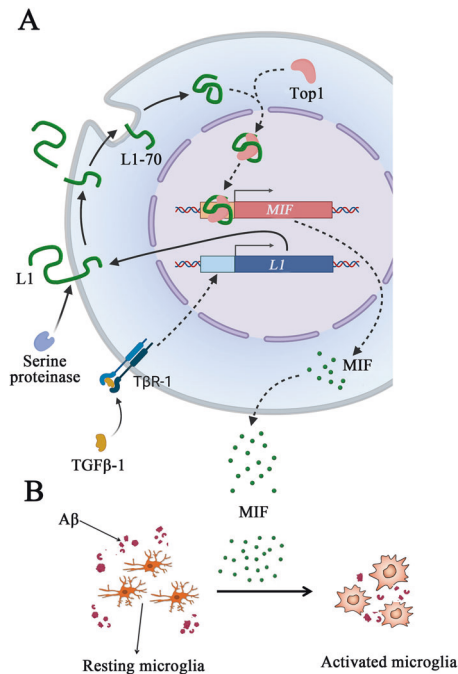 A
Top1
L1-70
MIF
L1
L1
Serine
proteinase
TβR-1
MIF
TGFβ-1
MIF
B
Aβ
Resting microglia
Activated microglia